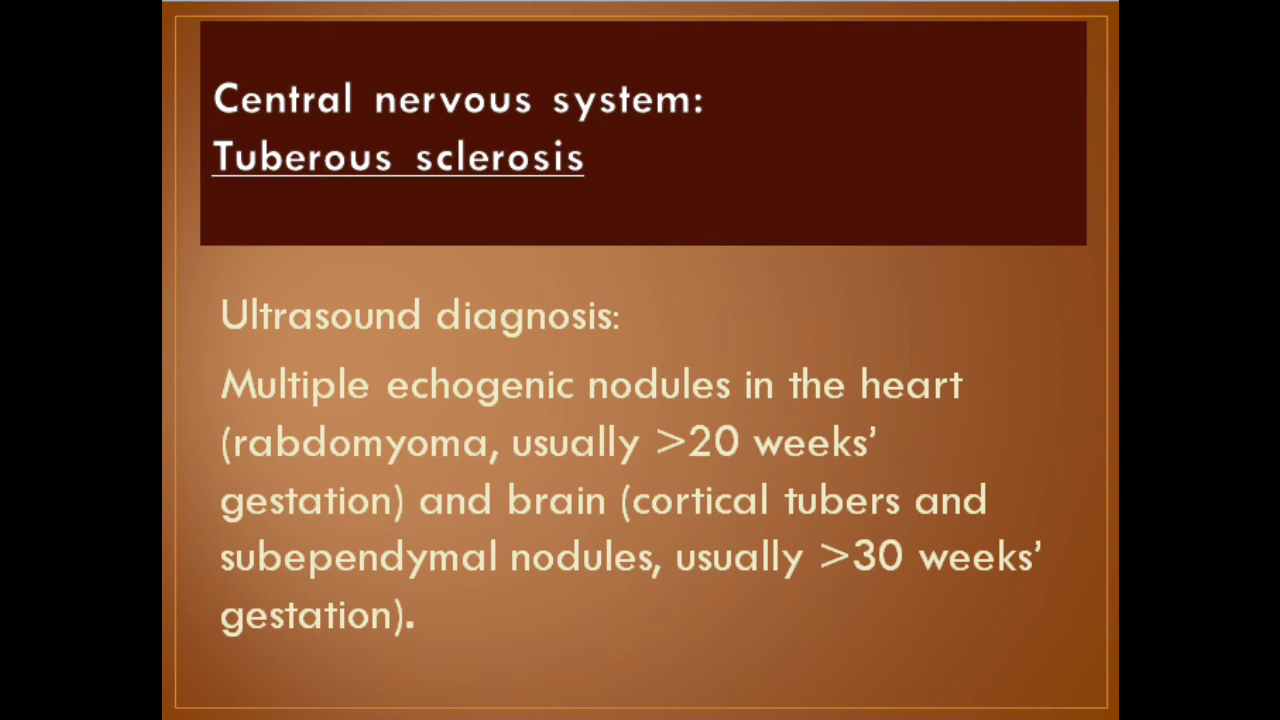 Central nervous system:
Tuberous sclerosis
Ultrasound diagnosis:
Multiple echogenic nodules in the heart
(rabdomyoma, usually >20 weeks’
gestation) and brain (cortical tubers and
subependymal nodules, usually >30 weeks’
gestation).